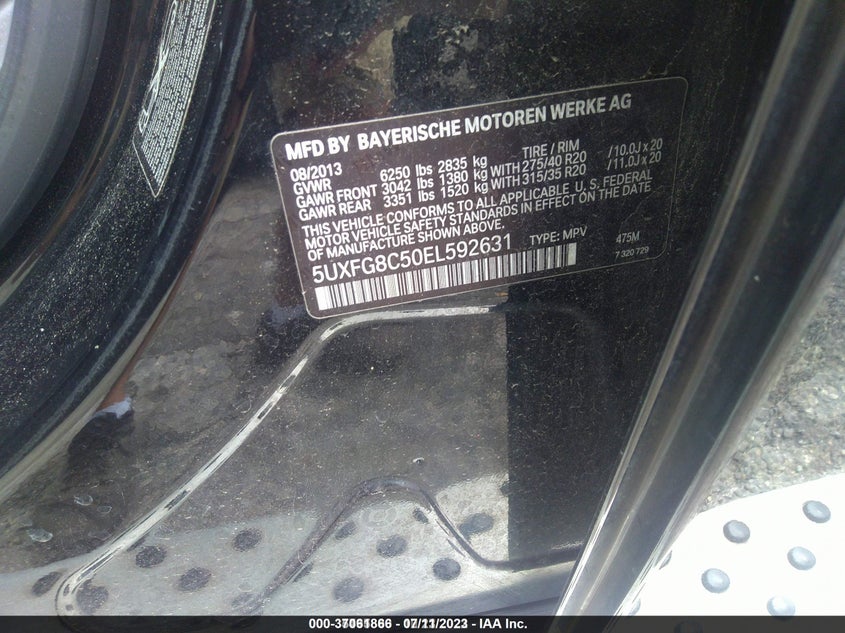 MFD BY BAYERISCHE MOTOREN WERKE AG
08/2013 TIRE / RIM
GVWR 6250 lbs 2835 kg
GAWR FRONT 3042 lbs 1380 kg WITH 275/40 R20 /10.0J x 20
GAWR REAR 3351 lbs 1520 kg WITH 315/35 R20 /11.0J x 20
THIS VEHICLE CONFORMS TO ALL APPLICABLE U. S. FEDERAL
MOTOR VEHICLE SAFETY STANDARDS IN EFFECT ON THE DATE
OF MANUFACTURE SHOWN ABOVE.
5UXFG8C50EL592631 TYPE: MPV 475M
7 320 729
- IAA Inc.